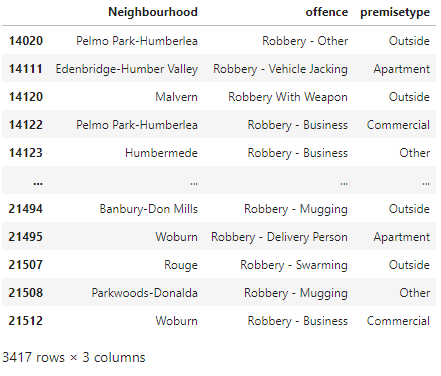 Neighbourhood offence premisetype
14020 Pelmo Park-Humberlea Robbery - Other Outside
14111 Edenbridge-Humber Valley Robbery - Vehicle Jacking Apartment
14120 Malvern Robbery With Weapon Outside
14122 Pelmo Park-Humberlea Robbery - Business Commercial
14123 Humbermede Robbery - Business Other
... ... ... ...
21494 Banbury-Don Mills Robbery - Mugging Outside
21495 Woburn Robbery - Delivery Person Apartment
21507 Rouge Robbery - Swarming Outside
21508 Parkwoods-Donalda Robbery - Mugging Other
21512 Woburn Robbery - Business Commercial
3417 rows × 3 columns